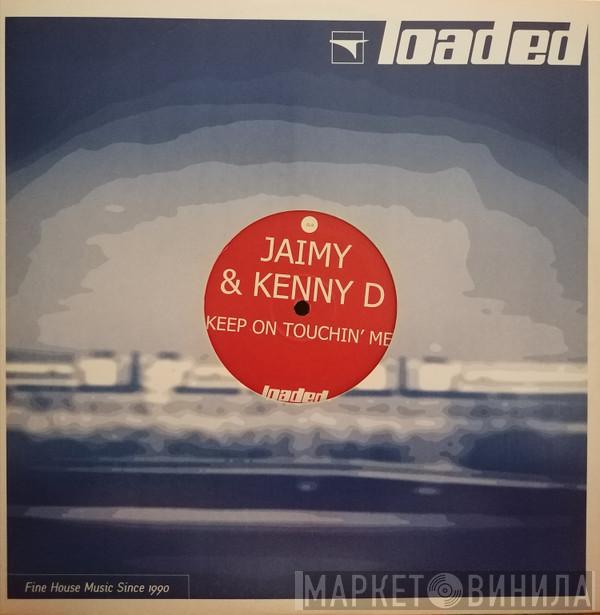 loaded
JAIMY
& KENNY D
KEEP ON TOUCHIN' ME
loaded
Fine House Music Since 1990
МАРКЕТ ВИНИЛА